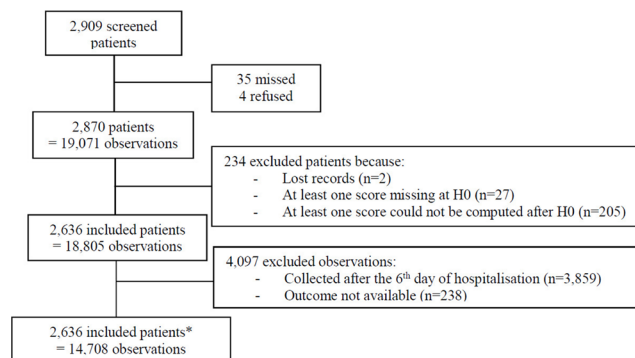 2,909 screened
patients
35 missed
4 refused
2,870 patients
= 19,071 observations
234 excluded patients because:
- Lost records (n=2)
- At least one score missing at H0 (n=27)
- At least one score could not be computed after H0 (n=205)
2,636 included patients
= 18,805 observations
4,097 excluded observations:
- Collected after the 6th day of hospitalisation (n=3,859)
- Outcome not available (n=238)
2,636 included patients*
= 14,708 observations